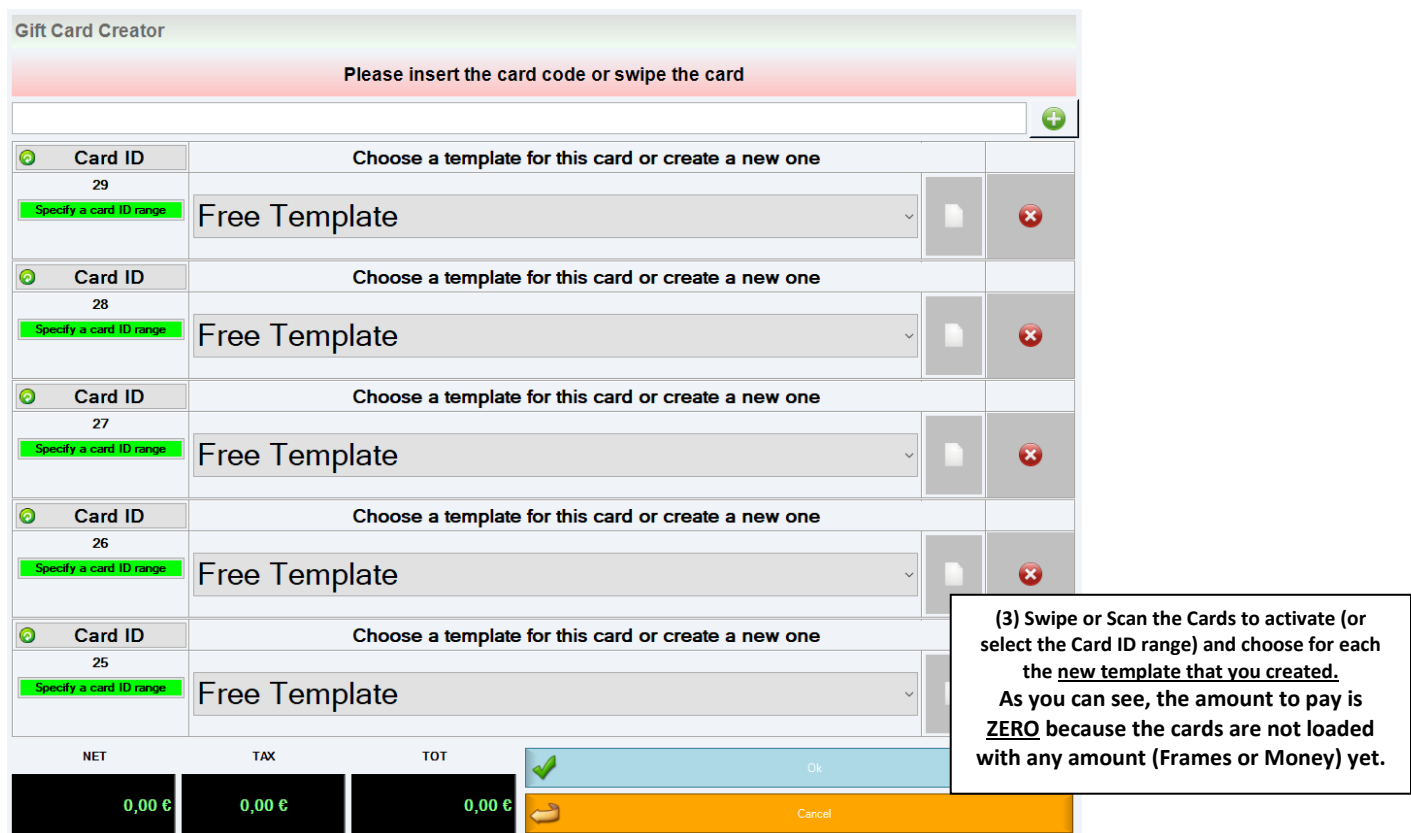 Gift Card Creator
Please insert the card code or swipe the card
Card ID Choose a template for this card or create a new one
29
Specify a card ID range
Free Template
Card ID Choose a template for this card or create a new one
28
Specify a card ID range
Free Template
Card ID Choose a template for this card or create a new one
27
Specify a card ID range
Free Template
Card ID Choose a template for this card or create a new one
26
Specify a card ID range
Free Template
Card ID Choose a template for this card or create a new one
25
Specify a card ID range
Free Template
(3) Swipe or Scan the Cards to activate (or
select the Card ID range) and choose for each
the new template that you created.
As you can see, the amount to pay is
ZERO because the cards are not loaded
with any amount (Frames or Money) yet.
NET TAX TOT
Ok
0,00 € 0,00 € 0,00 €
Cancel